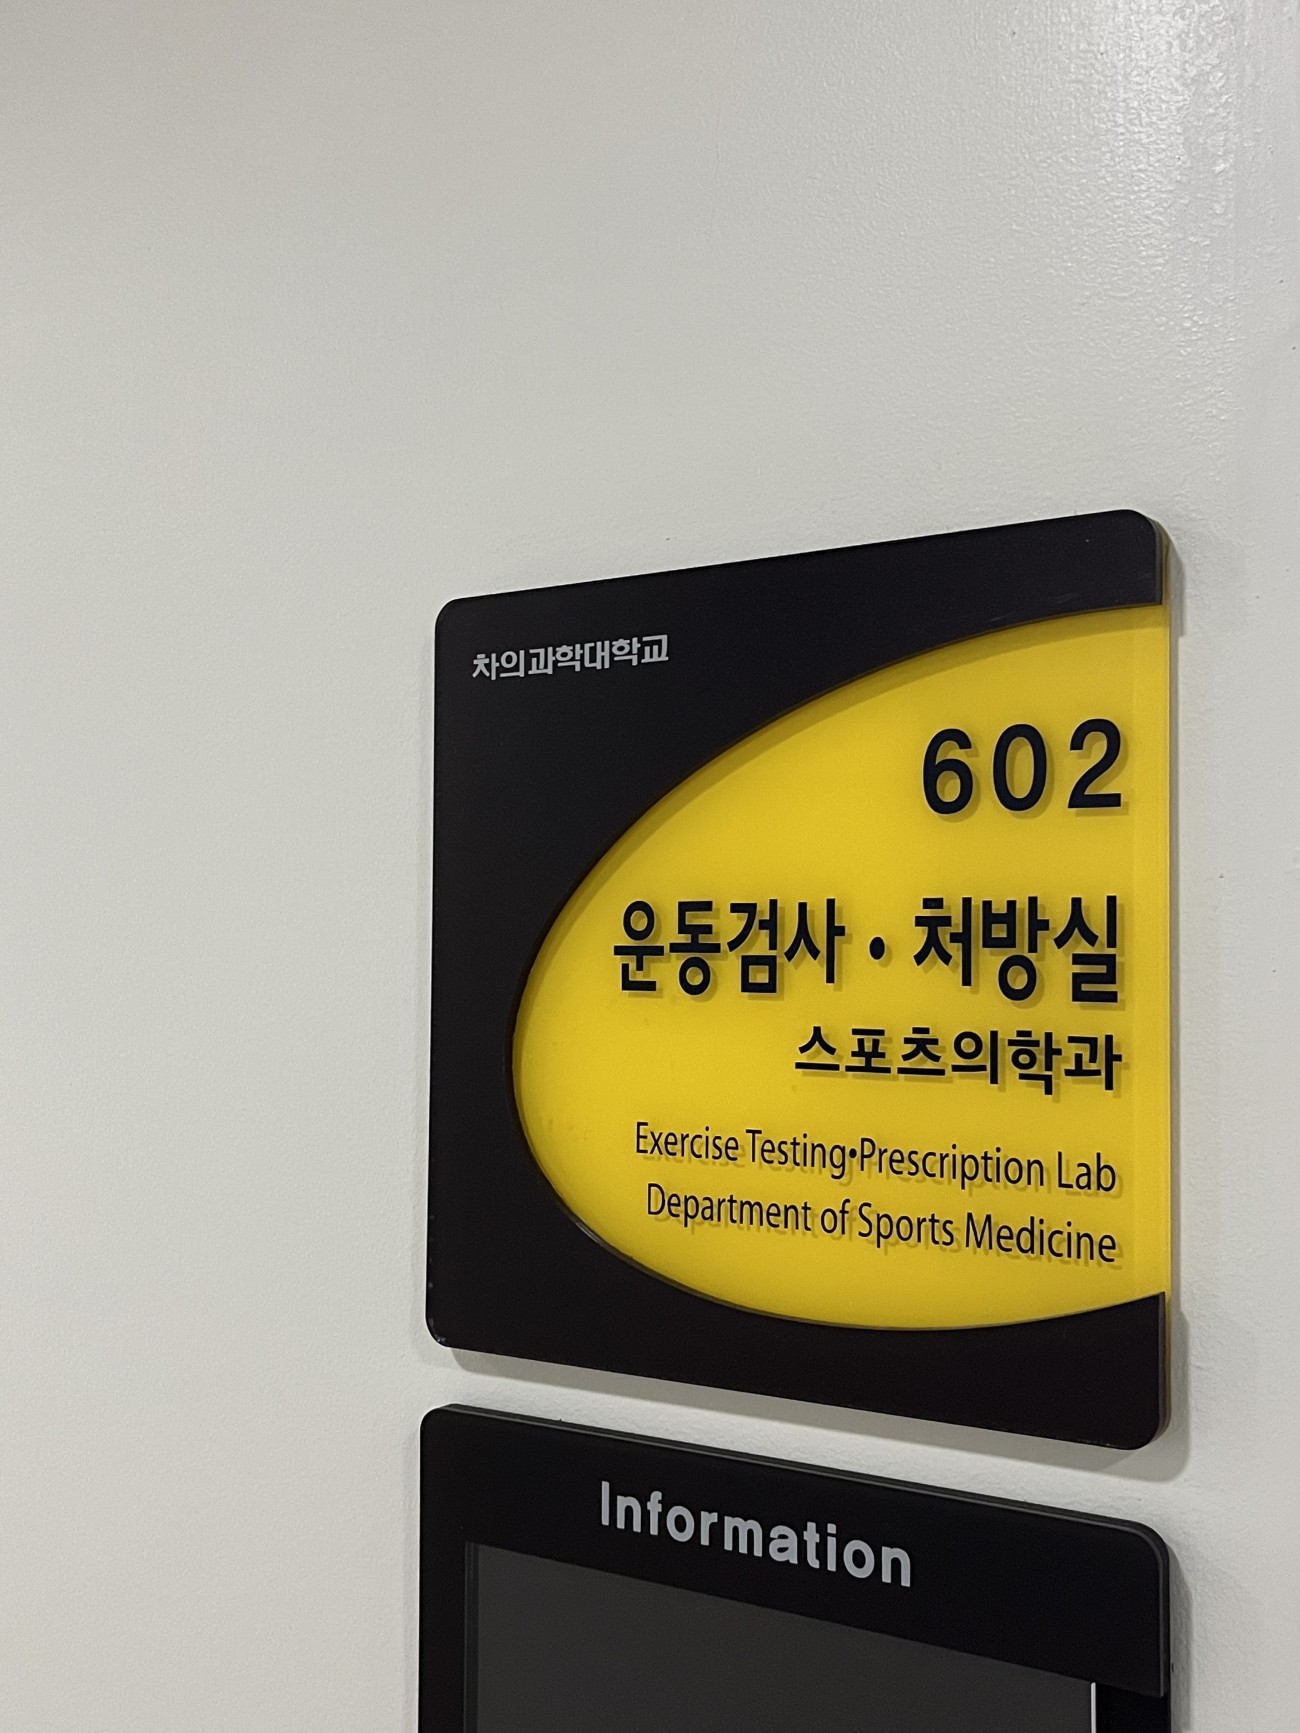 차의과학대학교
602
운동검사·처방실
스포츠의학과
Exercise Testing•Prescription Lab
Department of Sports Medicine
Information